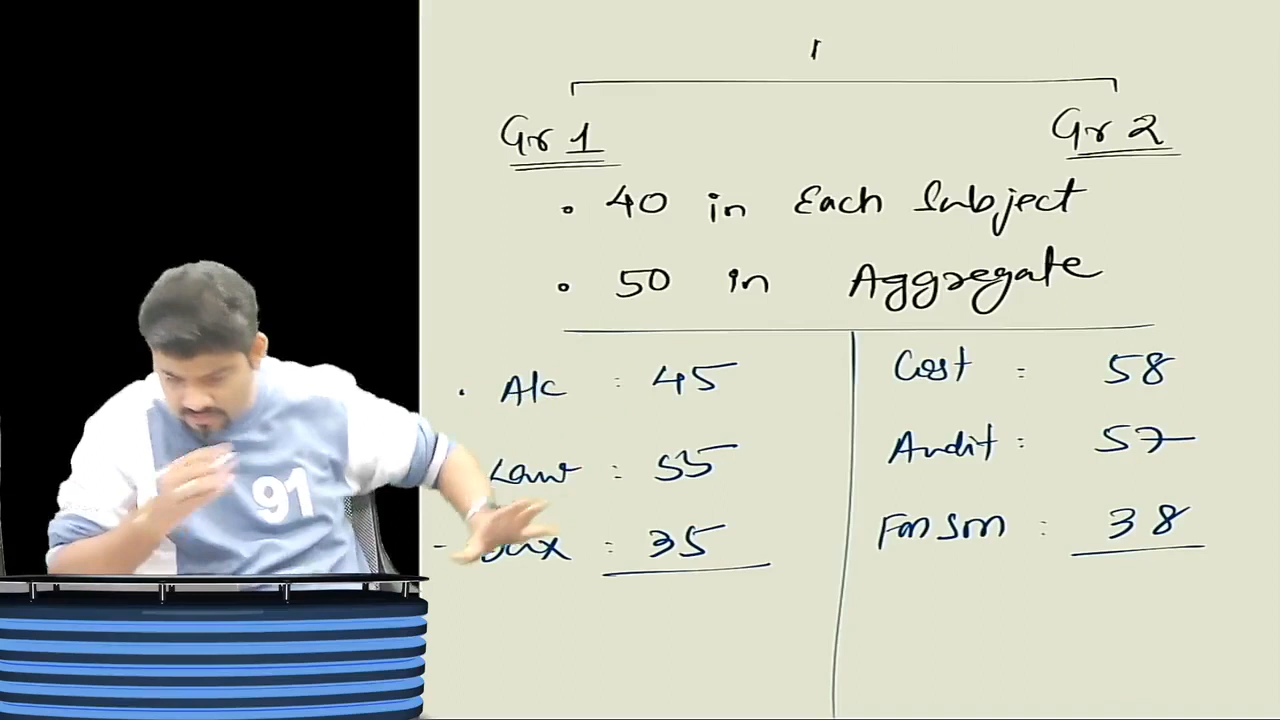 Gr 1
Gr 2
• 40 in Each Subject
• 50 in Aggregate
• A/c : 45
Law : 55
- : 35
Cost : 58
Audit : 57
Fm Sm : 38
91